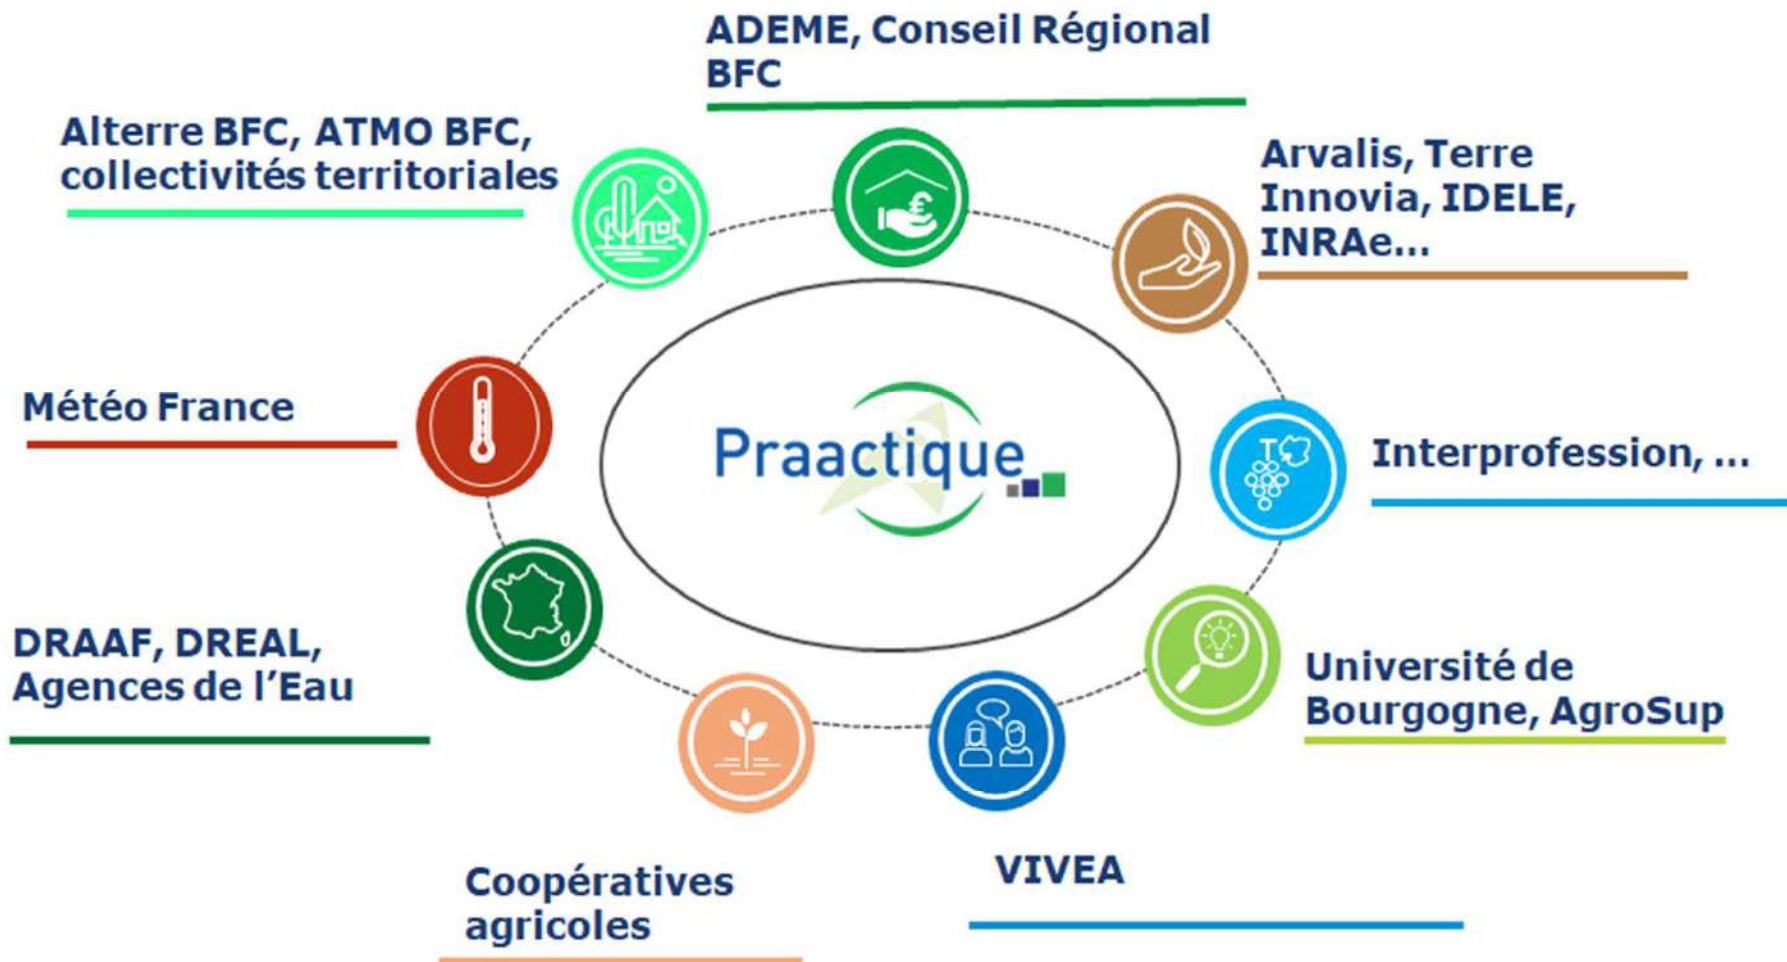 ADEME, Conseil Régional
BFC
Alterre BFC, ATMO BFC,
collectivités territoriales
Arvalis, Terre
Innovia, IDELE,
INRAe...
Météo France
Praactique
Interprofession, ...
DRAAF, DREAL,
Agences de l'Eau
Université de
Bourgogne, AgroSup
Coopératives
agricoles
VIVEA